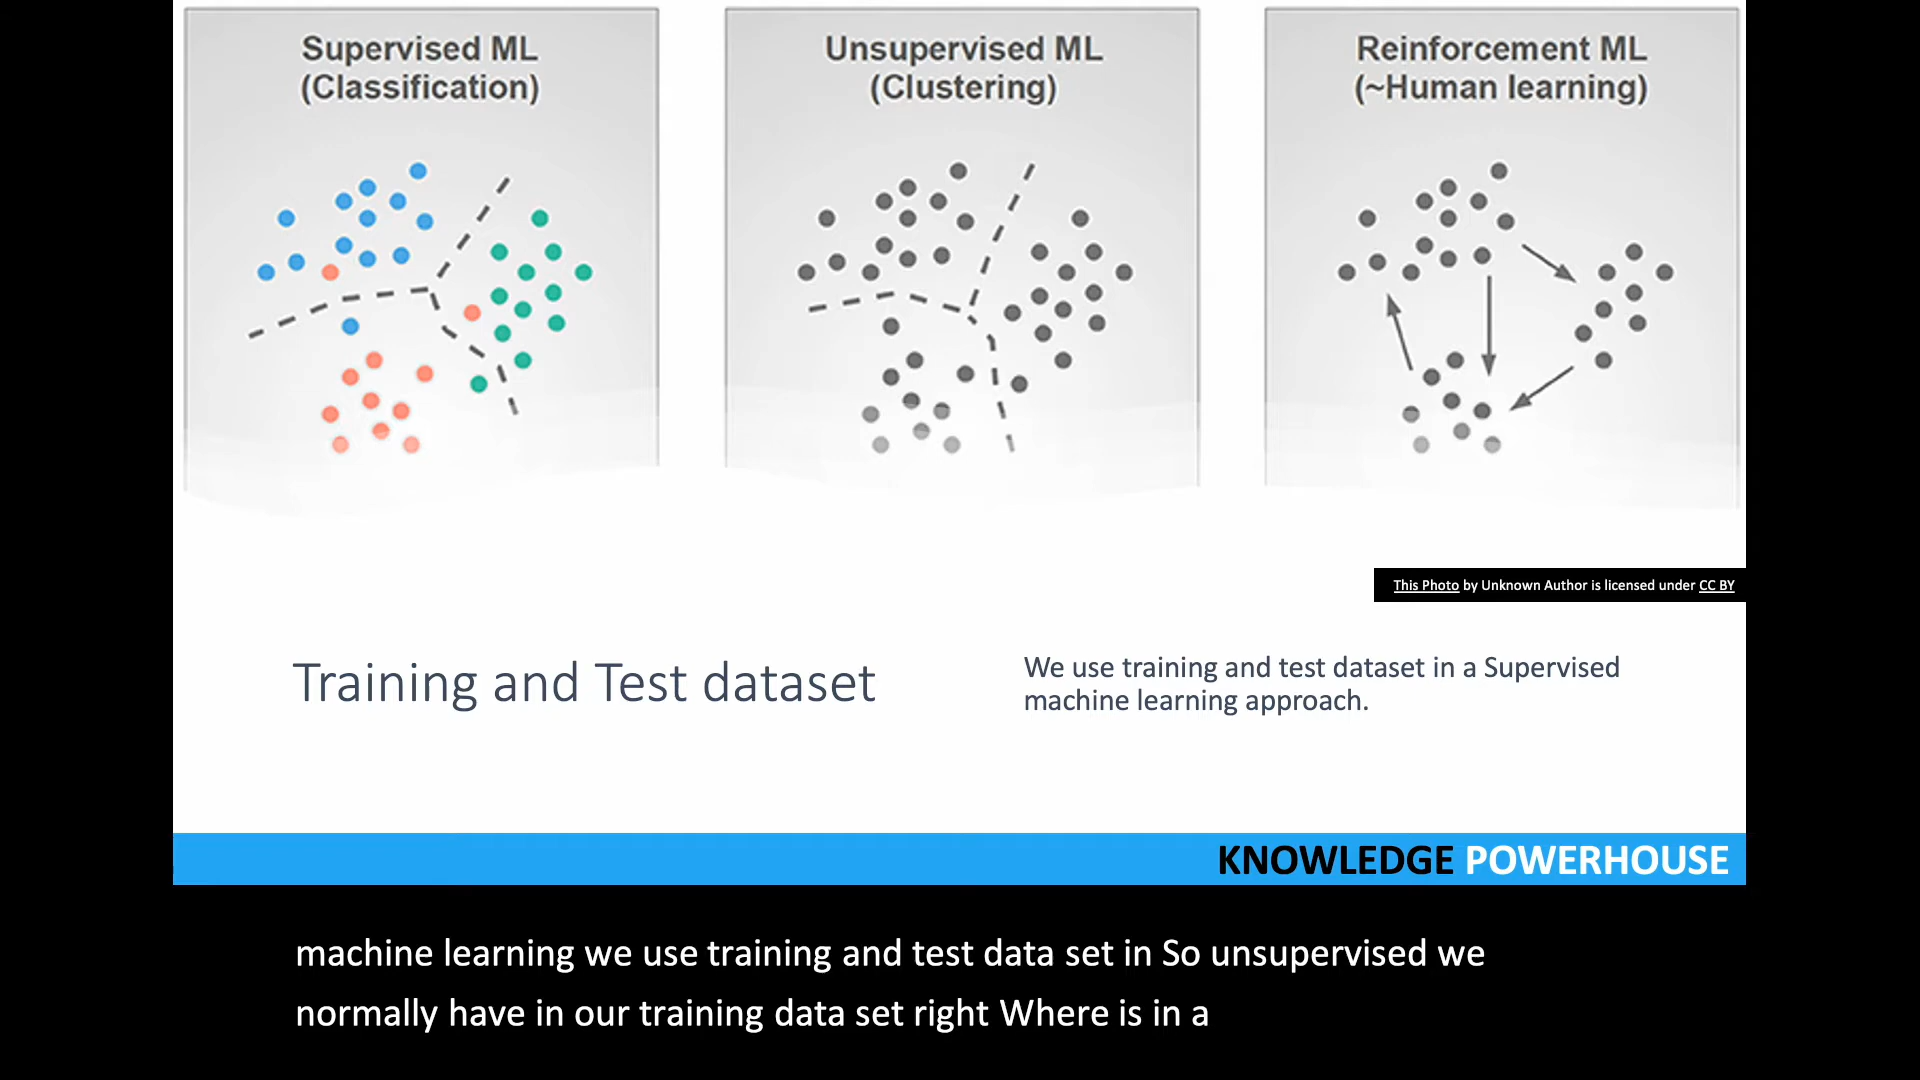 Supervised ML
(Classification)
Unsupervised ML
(Clustering)
Reinforcement ML
(~Human learning)
This Photo by Unknown Author is licensed under CC BY
Training and Test dataset
We use training and test dataset in a Supervised
machine learning approach.
KNOWLEDGE POWERHOUSE
machine learning we use training and test data set in So unsupervised we
normally have in our training data set right Where is in a